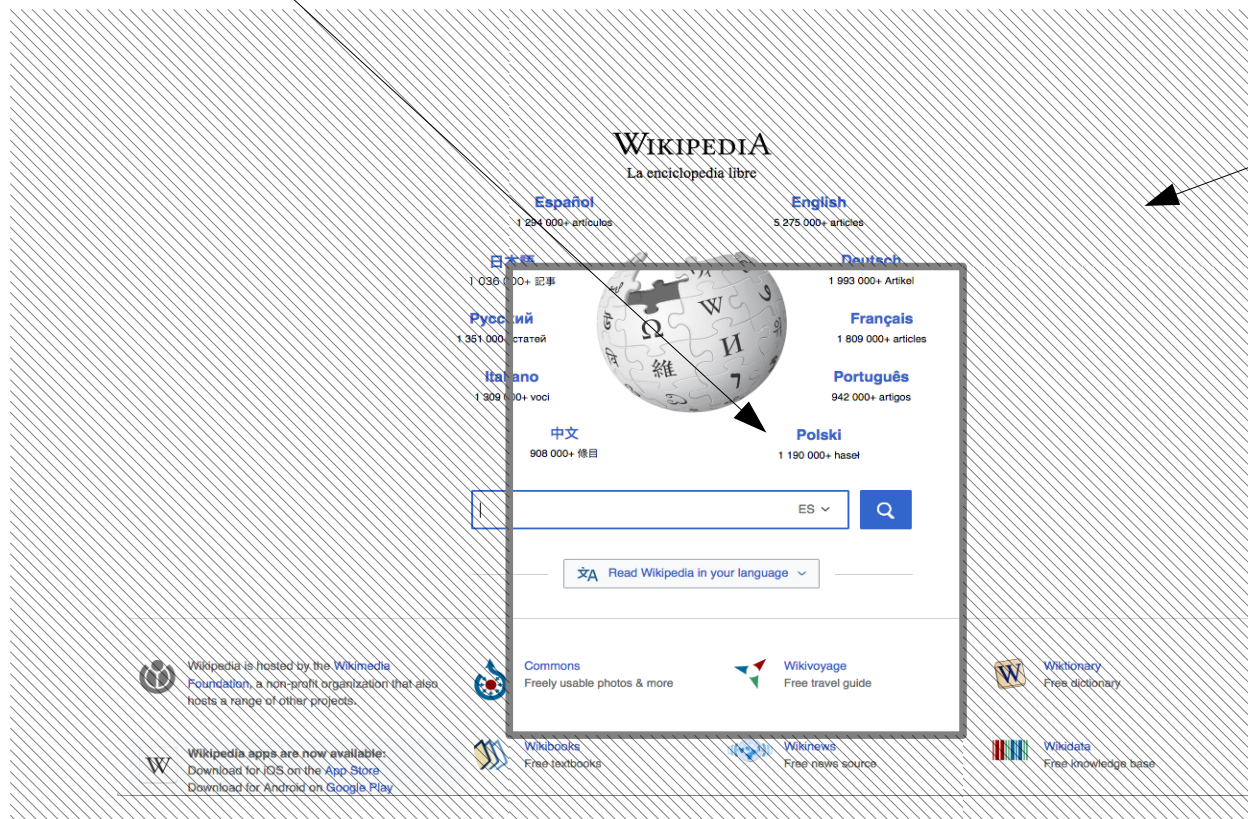 WIKIPEDIA
La enciclopedia libre
Español
1 294 000+ artículos
English
5 275 000+ articles
日本語
1 036 000+ 記事
Deutsch
1 993 000+ Artikel
Русский
1 351 000+ статей
Français
1 809 000+ articles
Italiano
1 309 000+ voci
Português
942 000+ artigos
中文
908 000+ 條目
Polski
1 190 000+ haseł
ES
Read Wikipedia in your language
Wikipedia is hosted by the Wikimedia
Foundation, a non-profit organization that also
hosts a range of other projects.
Commons
Freely usable photos & more
Wikivoyage
Free travel guide
Wiktionary
Free dictionary
Wikipedia apps are now available:
Download for iOS on the App Store
Download for Android on Google Play
Wikibooks
Free textbooks
Wikinews
Free news source
Wikidata
Free knowledge base